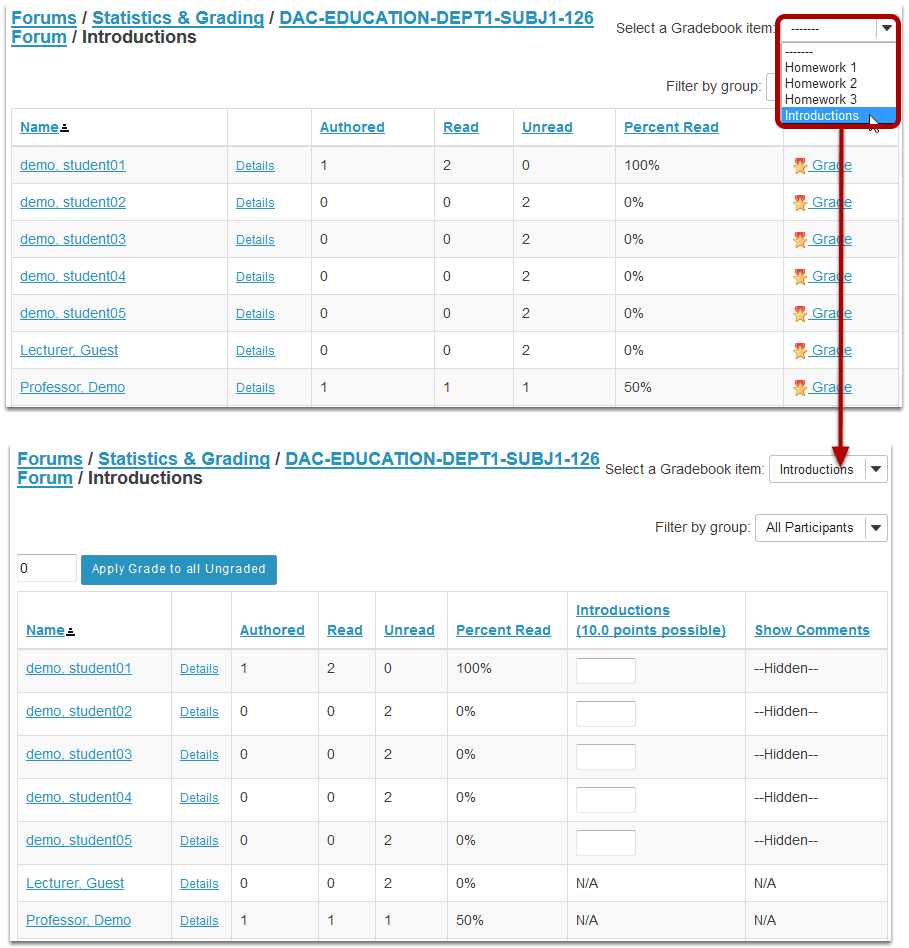 Forums / Statistics & Grading / DAC-EDUCATION-DEPT1-SUBJ1-126
Forum / Introductions
Select a Gradebook item: -------
-------
Homework 1
Homework 2
Homework 3
Introductions
Filter by group:
Name Authored Read Unread Percent Read
demo, student01 Details 1 2 0 100% Grade
demo, student02 Details 0 0 2 0% Grade
demo, student03 Details 0 0 2 0% Grade
demo, student04 Details 0 0 2 0% Grade
demo, student05 Details 0 0 2 0% Grade
Lecturer, Guest Details 0 0 2 0% Grade
Professor, Demo Details 1 1 1 50% Grade
Forums / Statistics & Grading / DAC-EDUCATION-DEPT1-SUBJ1-126
Forum / Introductions
Select a Gradebook item: Introductions
Filter by group: All Participants
0 Apply Grade to all Ungraded
Introductions
Name Authored Read Unread Percent Read (10.0 points possible) Show Comments
demo, student01 Details 1 2 0 100% --Hidden--
demo, student02 Details 0 0 2 0% --Hidden--
demo, student03 Details 0 0 2 0% --Hidden--
demo, student04 Details 0 0 2 0% --Hidden--
demo, student05 Details 0 0 2 0% --Hidden--
Lecturer, Guest Details 0 0 2 0% N/A N/A
Professor, Demo Details 1 1 1 50% N/A N/A